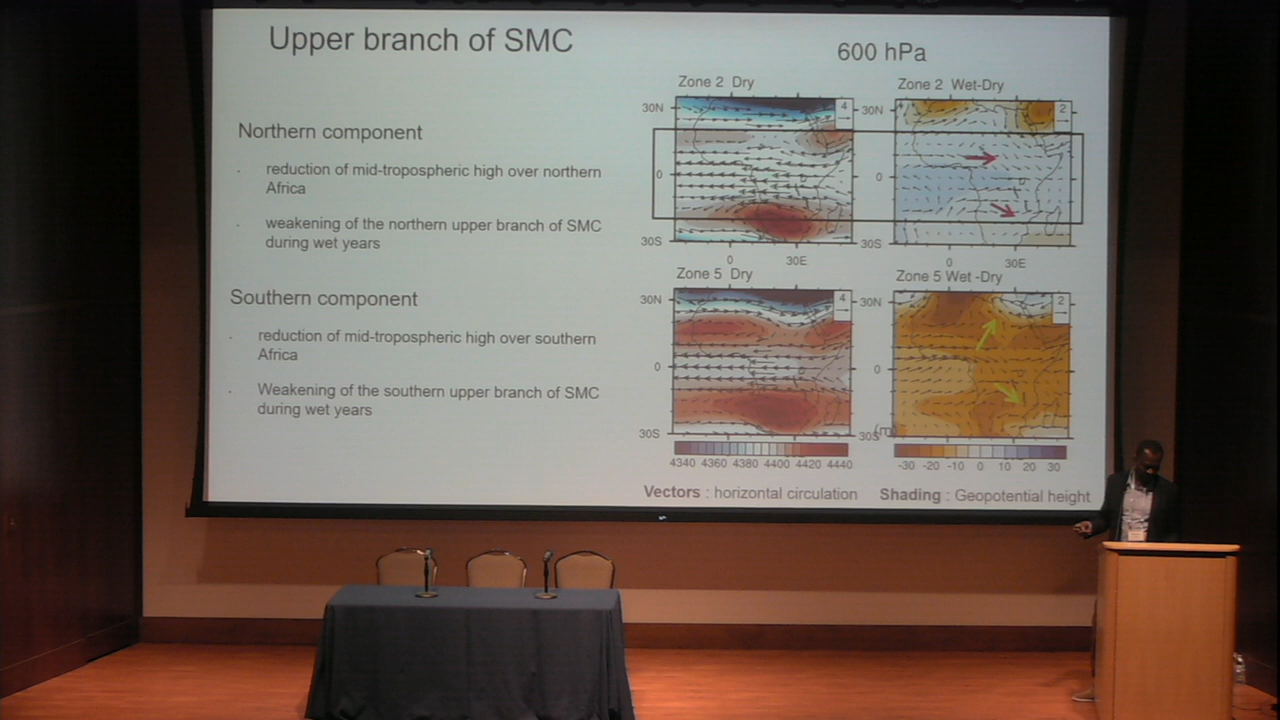 Upper branch of SMC
600 hPa
Northern component
reduction of mid-tropospheric high over northern
Africa
weakening of the northern upper branch of SMC
during wet years
Southern component
reduction of mid-tropospheric high over southern
Africa
Weakening of the southern upper branch of SMC
during wet years
Zone 2 Dry
4
30N
0
30S
0 30E
Zone 2 Wet-Dry
2
30N
0
30S
0 30E
Zone 5 Dry
4
30N
0
30S
4340 4360 4380 4400 4420 4440
Zone 5 Wet -Dry
2
30N
0
30S
(m)
-30 -20 -10 0 10 20 30
Vectors : horizontal circulation
Shading : Geopotential height